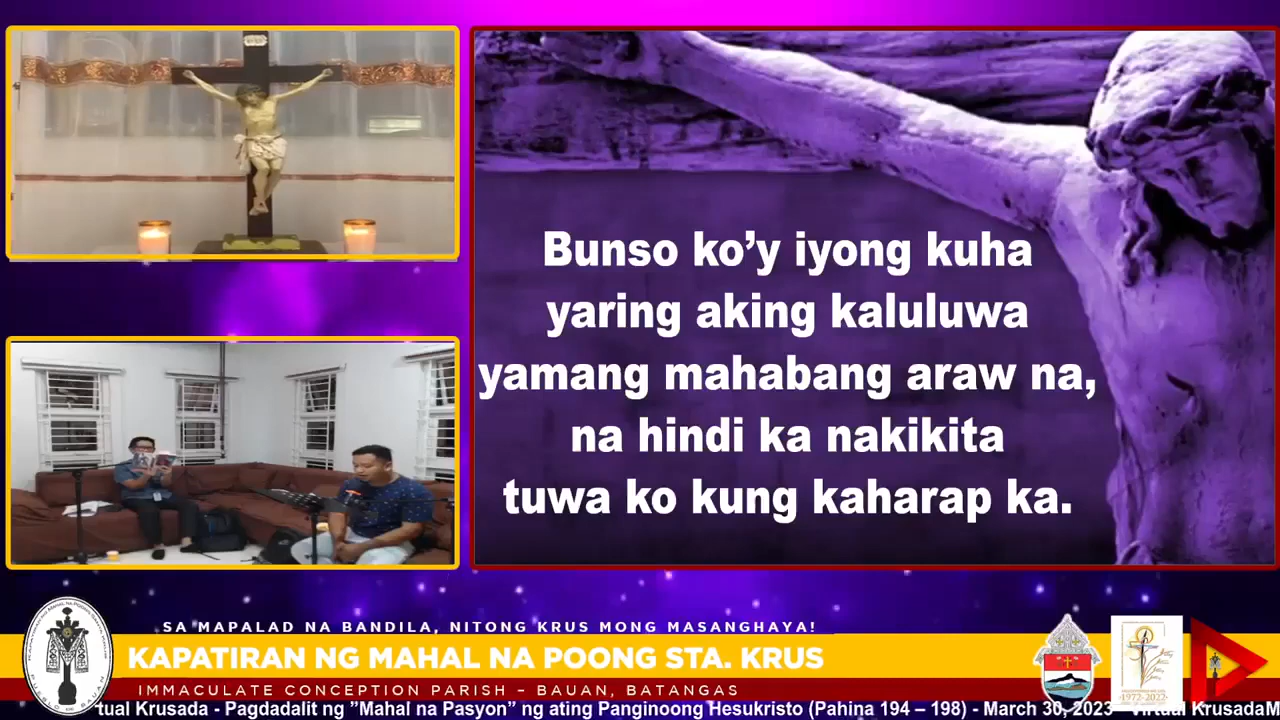 Bunso ko’y iyong kuha
yaring aking kaluluwa
yamang mahabang araw na,
na hindi ka nakikita
tuwa ko kung kaharap ka.
SA MAPALAD NA BANDILA, NITONG KRUS MONG MASANGHAYA!
KAPATIRAN NG MAHAL NA POONG STA. KRUS
IMMACULATE CONCEPTION PARISH – BAUAN, BATANGAS
tual Krusada - Pagdadalit ng ”Mahal na Pasyon” ng ating Panginoong Hesukristo (Pahina 194 – 198) - March 30, 2023 - Virtual KrusadaM
1972-2022